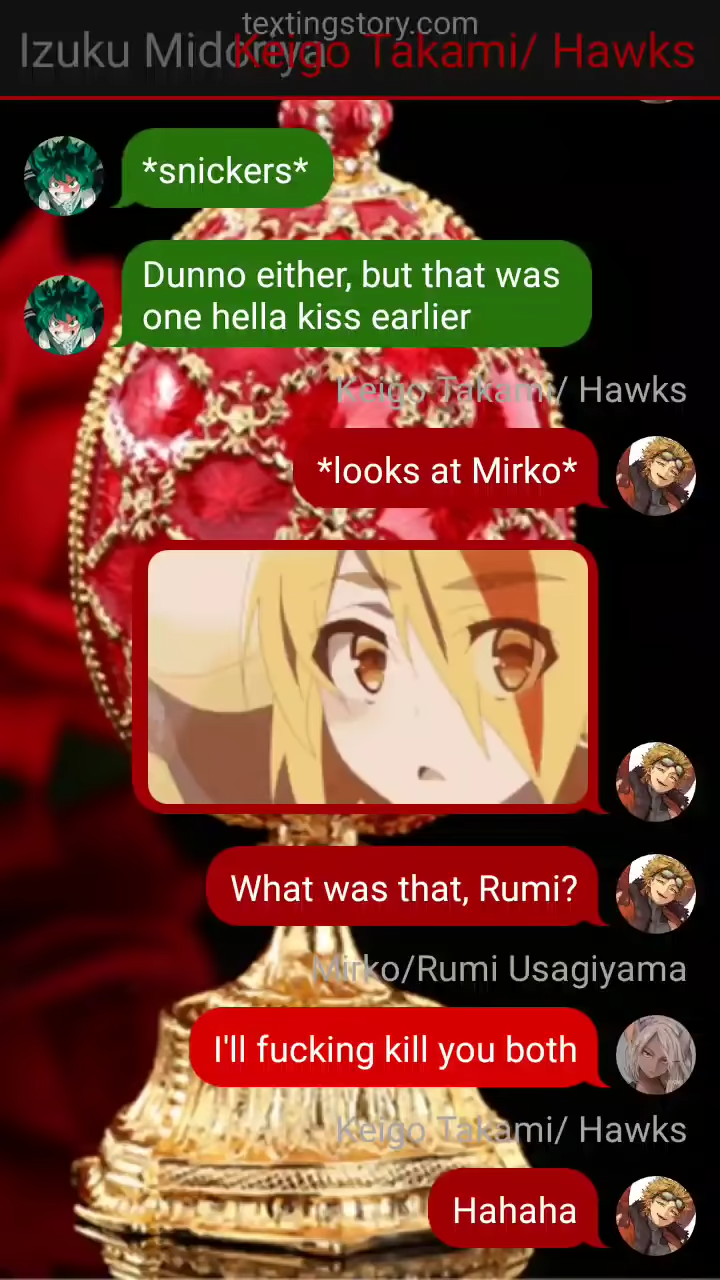 textingstory.com
Izuku Midoriya
Keigo Takami/ Hawks
*snickers*
Dunno either, but that was
one hella kiss earlier
Keigo Takami/ Hawks
*looks at Mirko*
What was that, Rumi?
Mirko/Rumi Usagiyama
I'll fucking kill you both
Keigo Takami/ Hawks
Hahaha